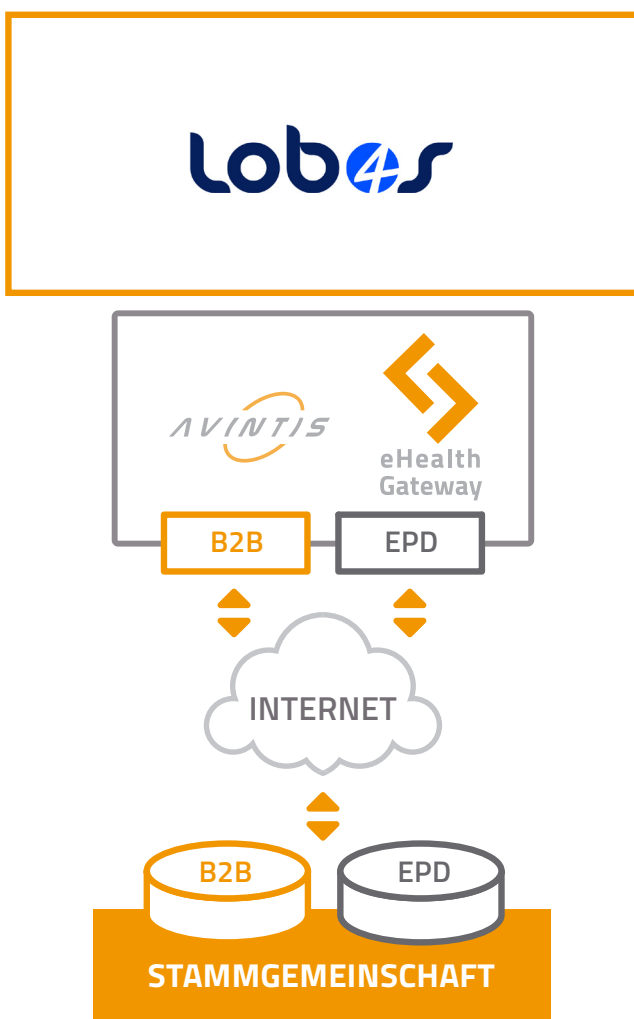 Lob4s
AVINTIS
eHealth
Gateway
B2B
EPD
INTERNET
B2B
EPD
STAMMGEMEINSCHAFT